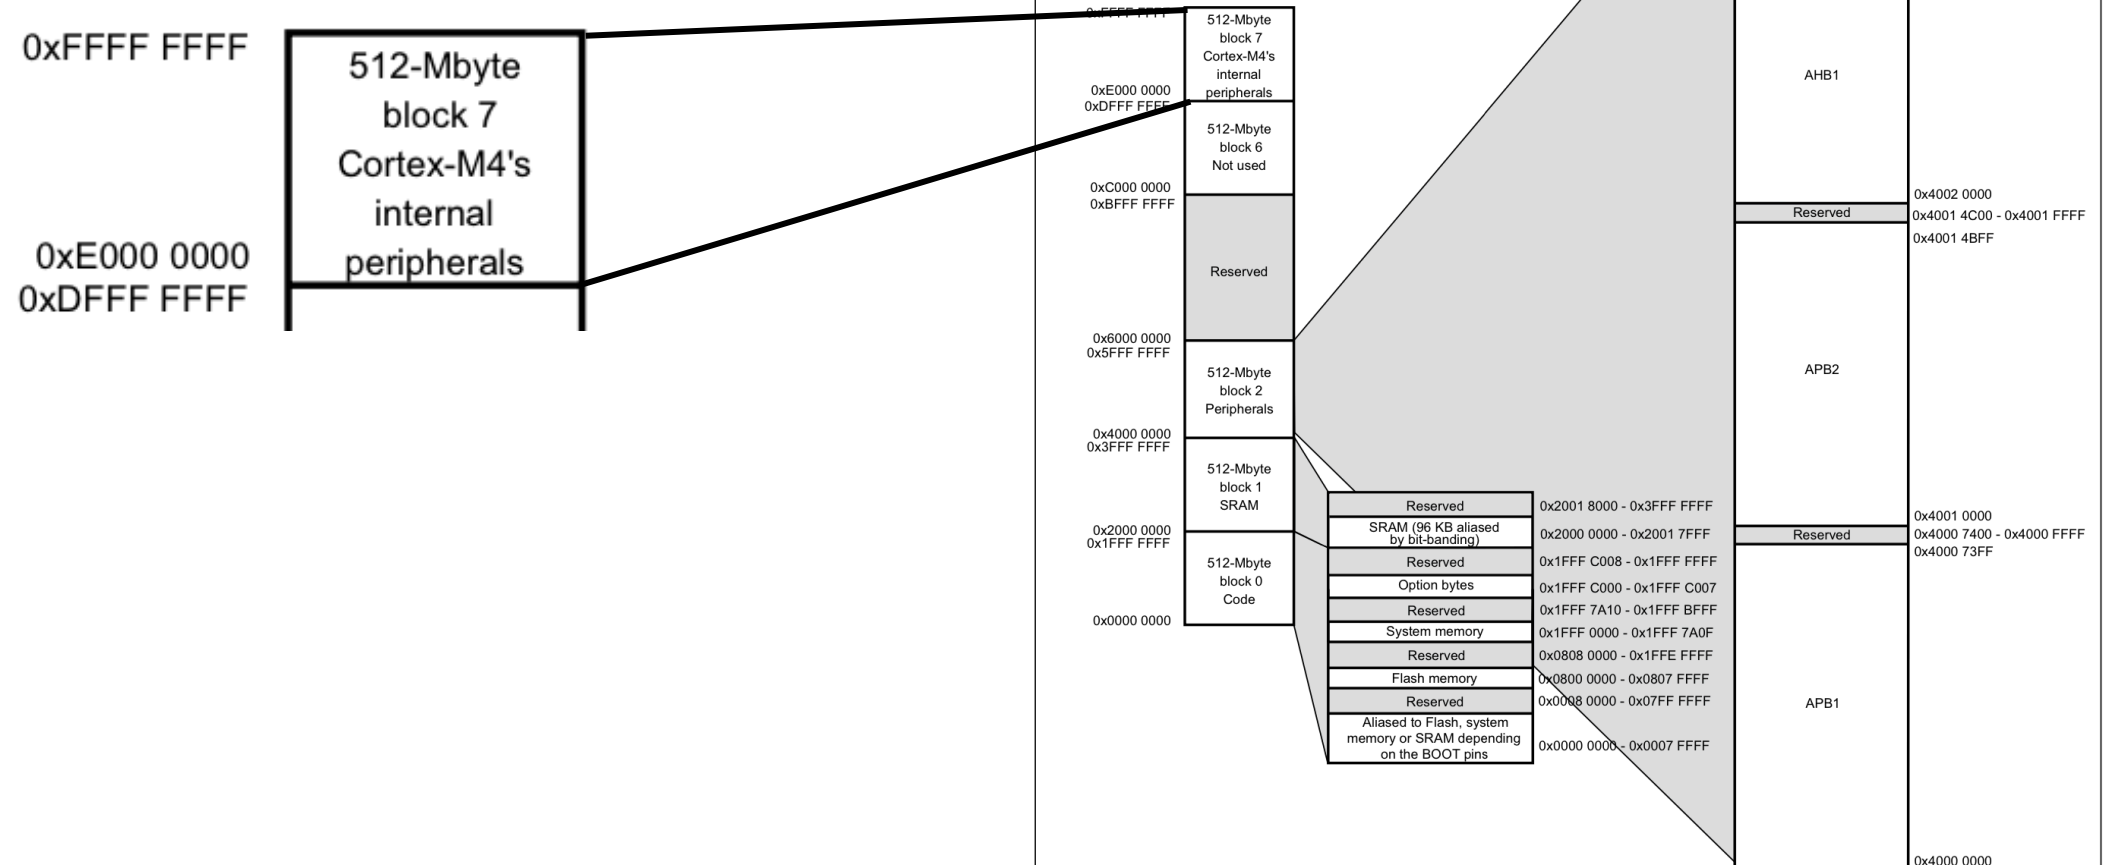 0xFFFF FFFF
512-Mbyte
block 7
Cortex-M4's
internal
peripherals
0xE000 0000
0xDFFF FFFF
0xFFFF FFFF
512-Mbyte
block 7
Cortex-M4's
internal
peripherals
0xE000 0000
0xDFFF FFFF
512-Mbyte
block 6
Not used
0xC000 0000
0xBFFF FFFF
Reserved
0x6000 0000
0x5FFF FFFF
512-Mbyte
block 2
Peripherals
0x4000 0000
0x3FFF FFFF
512-Mbyte
block 1
SRAM
0x2000 0000
0x1FFF FFFF
512-Mbyte
block 0
Code
0x0000 0000
Reserved 0x2001 8000 - 0x3FFF FFFF
SRAM (96 KB aliased
by bit-banding) 0x2000 0000 - 0x2001 7FFF
Reserved 0x1FFF C008 - 0x1FFF FFFF
Option bytes 0x1FFF C000 - 0x1FFF C007
Reserved 0x1FFF 7A10 - 0x1FFF BFFF
System memory 0x1FFF 0000 - 0x1FFF 7A0F
Reserved 0x0808 0000 - 0x1FFE FFFF
Flash memory 0x0800 0000 - 0x0807 FFFF
Reserved 0x0008 0000 - 0x07FF FFFF
Aliased to Flash, system
memory or SRAM depending
on the BOOT pins 0x0000 0000 - 0x0007 FFFF
AHB1
0x4002 0000
Reserved 0x4001 4C00 - 0x4001 FFFF
0x4001 4BFF
APB2
0x4001 0000
Reserved 0x4000 7400 - 0x4000 FFFF
0x4000 73FF
APB1
0x4000 0000